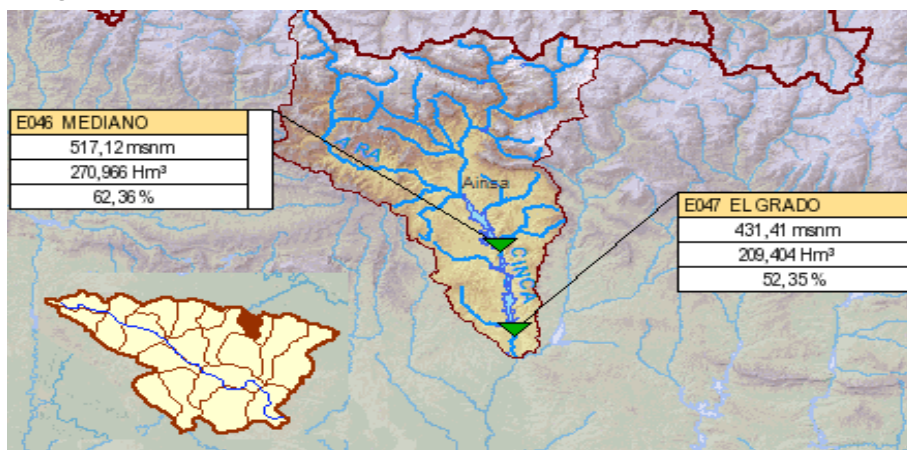 E046 MEDIANO
517,12 msnm
270,966 Hm³
62,36 %
ARA
Ainsa
E047 EL GRADO
431,41 msnm
209,404 Hm³
52,35 %
CINCA